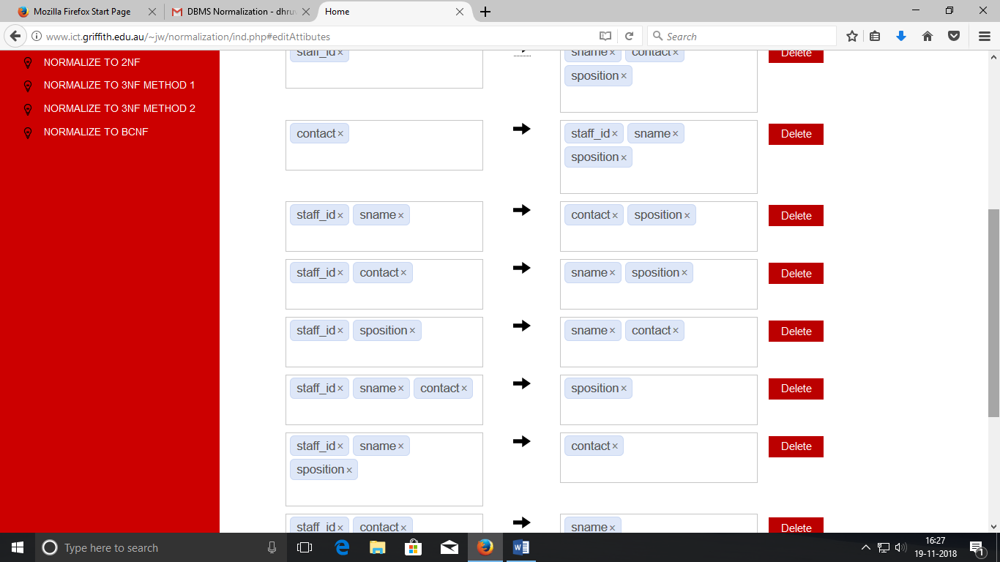 Mozilla Firefox Start Page × DBMS Normalization - dhruv × Home ×
www.ict.griffith.edu.au/~jw/normalization/ind.php#editAttibutes Search
NORMALIZE TO 2NF
NORMALIZE TO 3NF METHOD 1
NORMALIZE TO 3NF METHOD 2
NORMALIZE TO BCNF
staff_id× sname× contact× Delete
sposition×
contact× staff_id× sname× Delete
sposition×
staff_id× sname× contact× sposition× Delete
staff_id× contact× sname× sposition× Delete
staff_id× sposition× sname× contact× Delete
staff_id× sname× contact× sposition× Delete
staff_id× sname× contact× Delete
sposition×
staff_id× contact× sname× Delete
Type here to search 16:27
19-11-2018 1